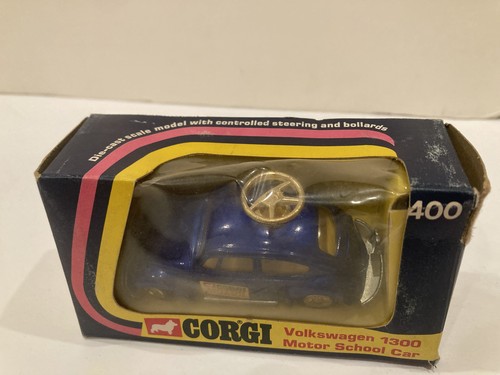 Die-cast scale model with controlled steering and bollards
400
CORGI
Volkswagen 1300
Motor School Car